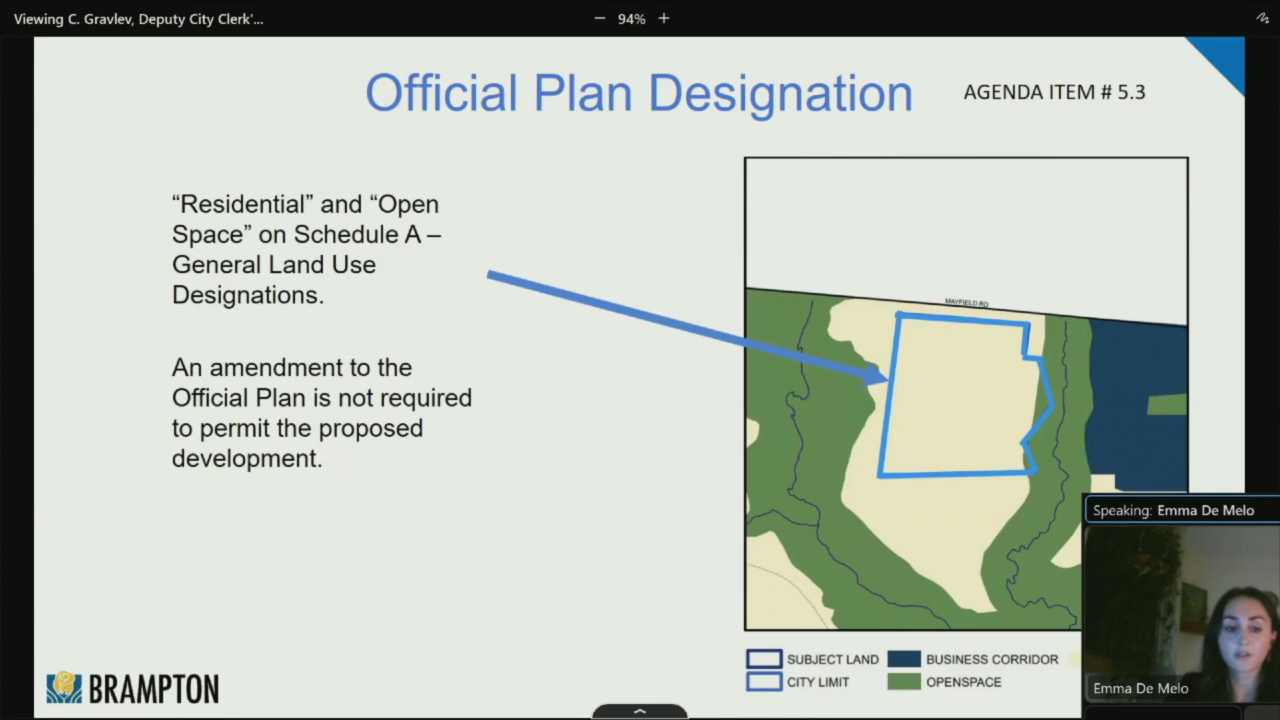 Viewing C. Gravlev, Deputy City Clerk'...
94%
Official Plan Designation
AGENDA ITEM # 5.3
“Residential” and “Open
Space” on Schedule A –
General Land Use
Designations.
An amendment to the
Official Plan is not required
to permit the proposed
development.
MAYFIELD RD
Speaking: Emma De Melo
SUBJECT LAND
BUSINESS CORRIDOR
CITY LIMIT
OPENSPACE
Emma De Melo
BRAMPTON